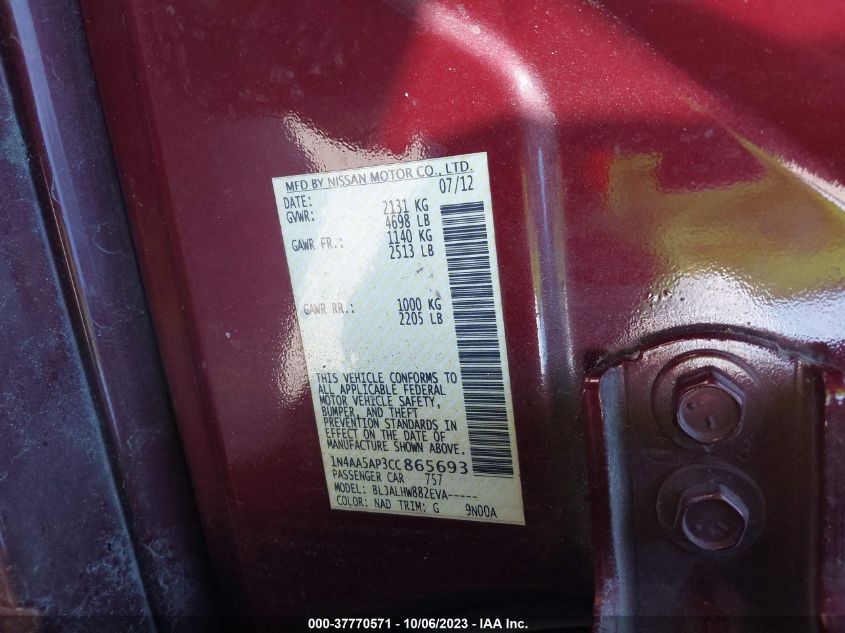 MFD BY NISSAN MOTOR CO., LTD.
DATE: 07/12
GVWR: 2131 KG
4698 LB
GAWR FR.: 1140 KG
2513 LB
GAWR RR.: 1000 KG
2205 LB
THIS VEHICLE CONFORMS TO
ALL APPLICABLE FEDERAL
MOTOR VEHICLE SAFETY,
BUMPER, AND THEFT
PREVENTION STANDARDS IN
EFFECT ON THE DATE OF
MANUFACTURE SHOWN ABOVE.
1N4AA5AP3CC865693
PASSENGER CAR 757
MODEL: BLJALHW882EVA-----
COLOR: NAD TRIM: G 9N00A
000-37770571 - 10/06/2023 - IAA Inc.